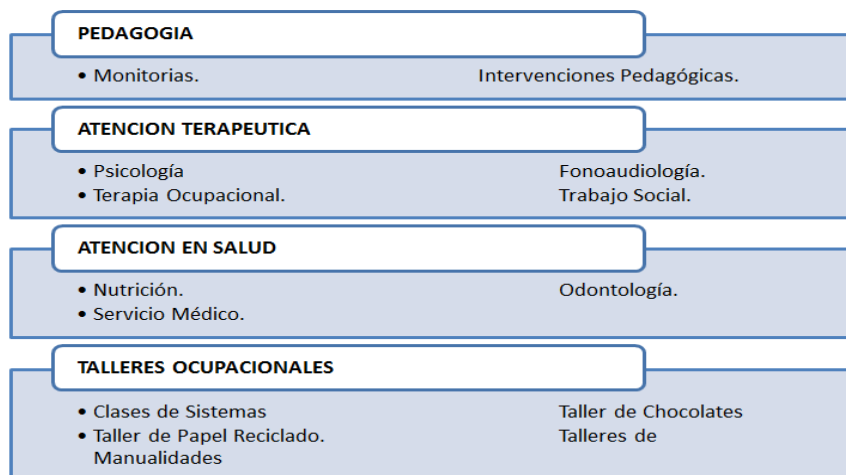 PEDAGOGIA
• Monitorias. Intervenciones Pedagógicas.
ATENCION TERAPEUTICA
• Psicología Fonoaudiología.
• Terapia Ocupacional. Trabajo Social.
ATENCION EN SALUD
• Nutrición. Odontología.
• Servicio Médico.
TALLERES OCUPACIONALES
• Clases de Sistemas Taller de Chocolates
• Taller de Papel Reciclado. Talleres de
Manualidades